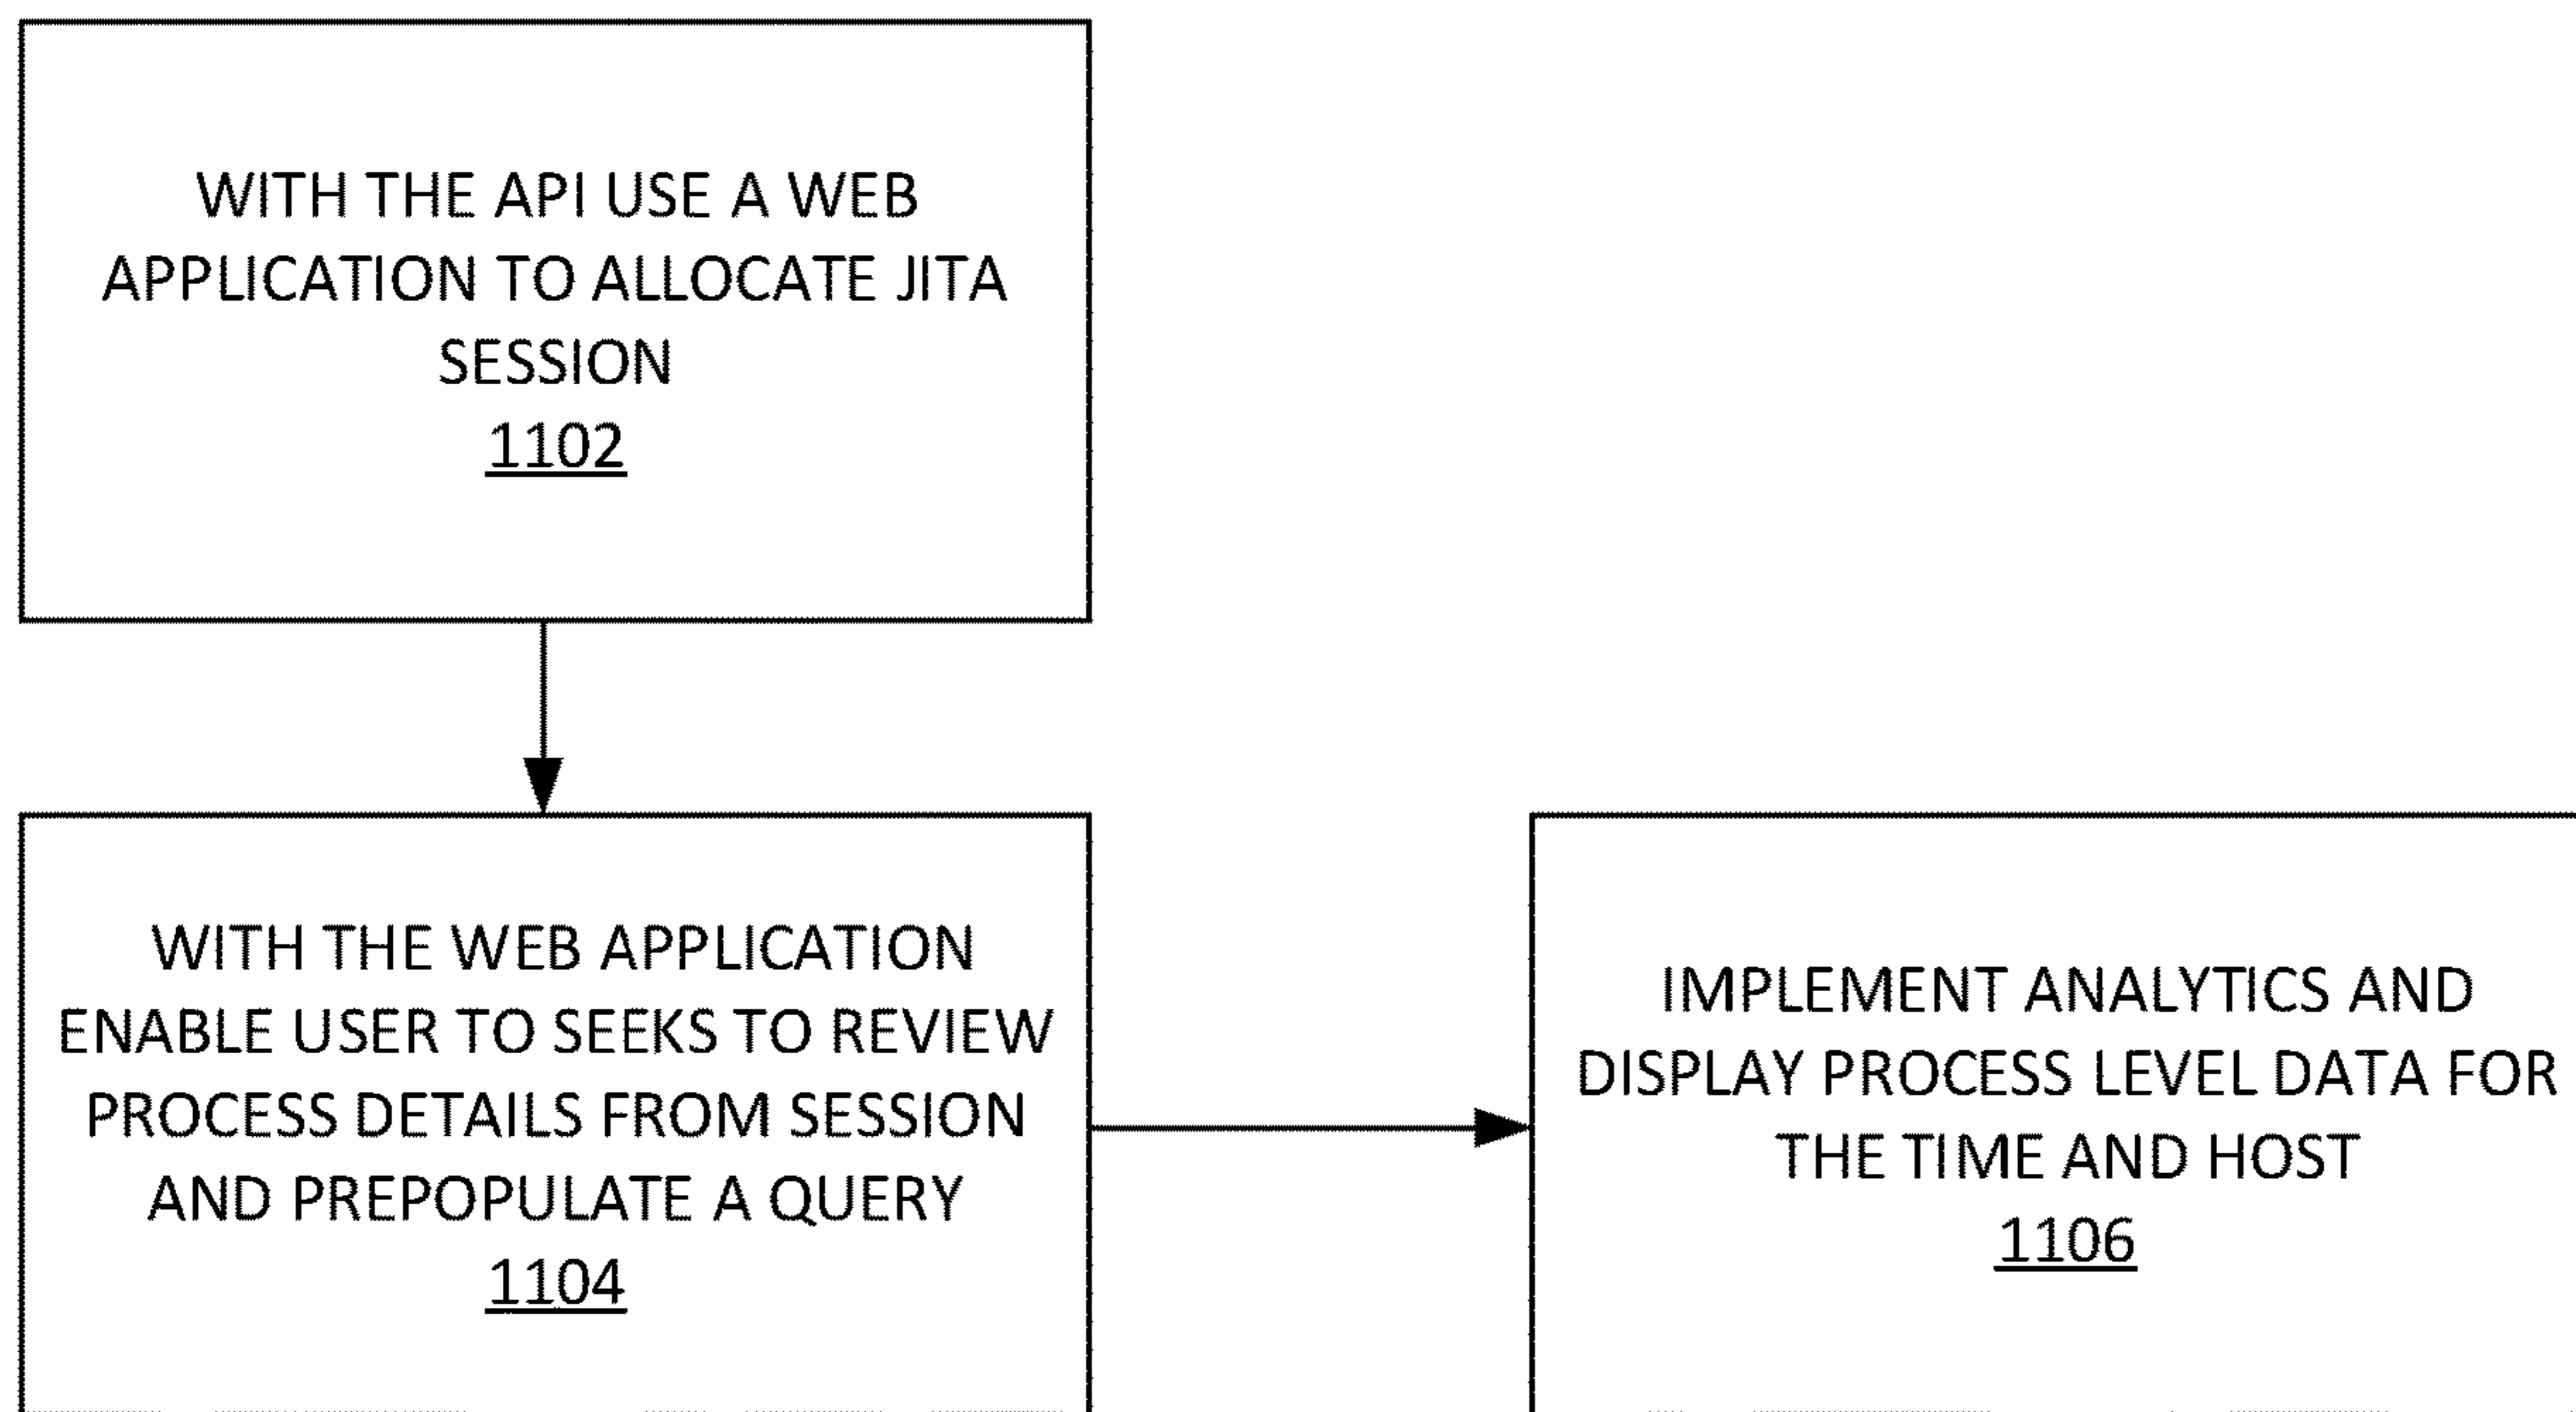 WITH THE API USE A WEB
APPLICATION TO ALLOCATE JITA
SESSION
1102
WITH THE WEB APPLICATION
ENABLE USER TO SEEKS TO REVIEW
PROCESS DETAILS FROM SESSION
AND PREPOPULATE A QUERY
1104
IMPLEMENT ANALYTICS AND
DISPLAY PROCESS LEVEL DATA FOR
THE TIME AND HOST
1106